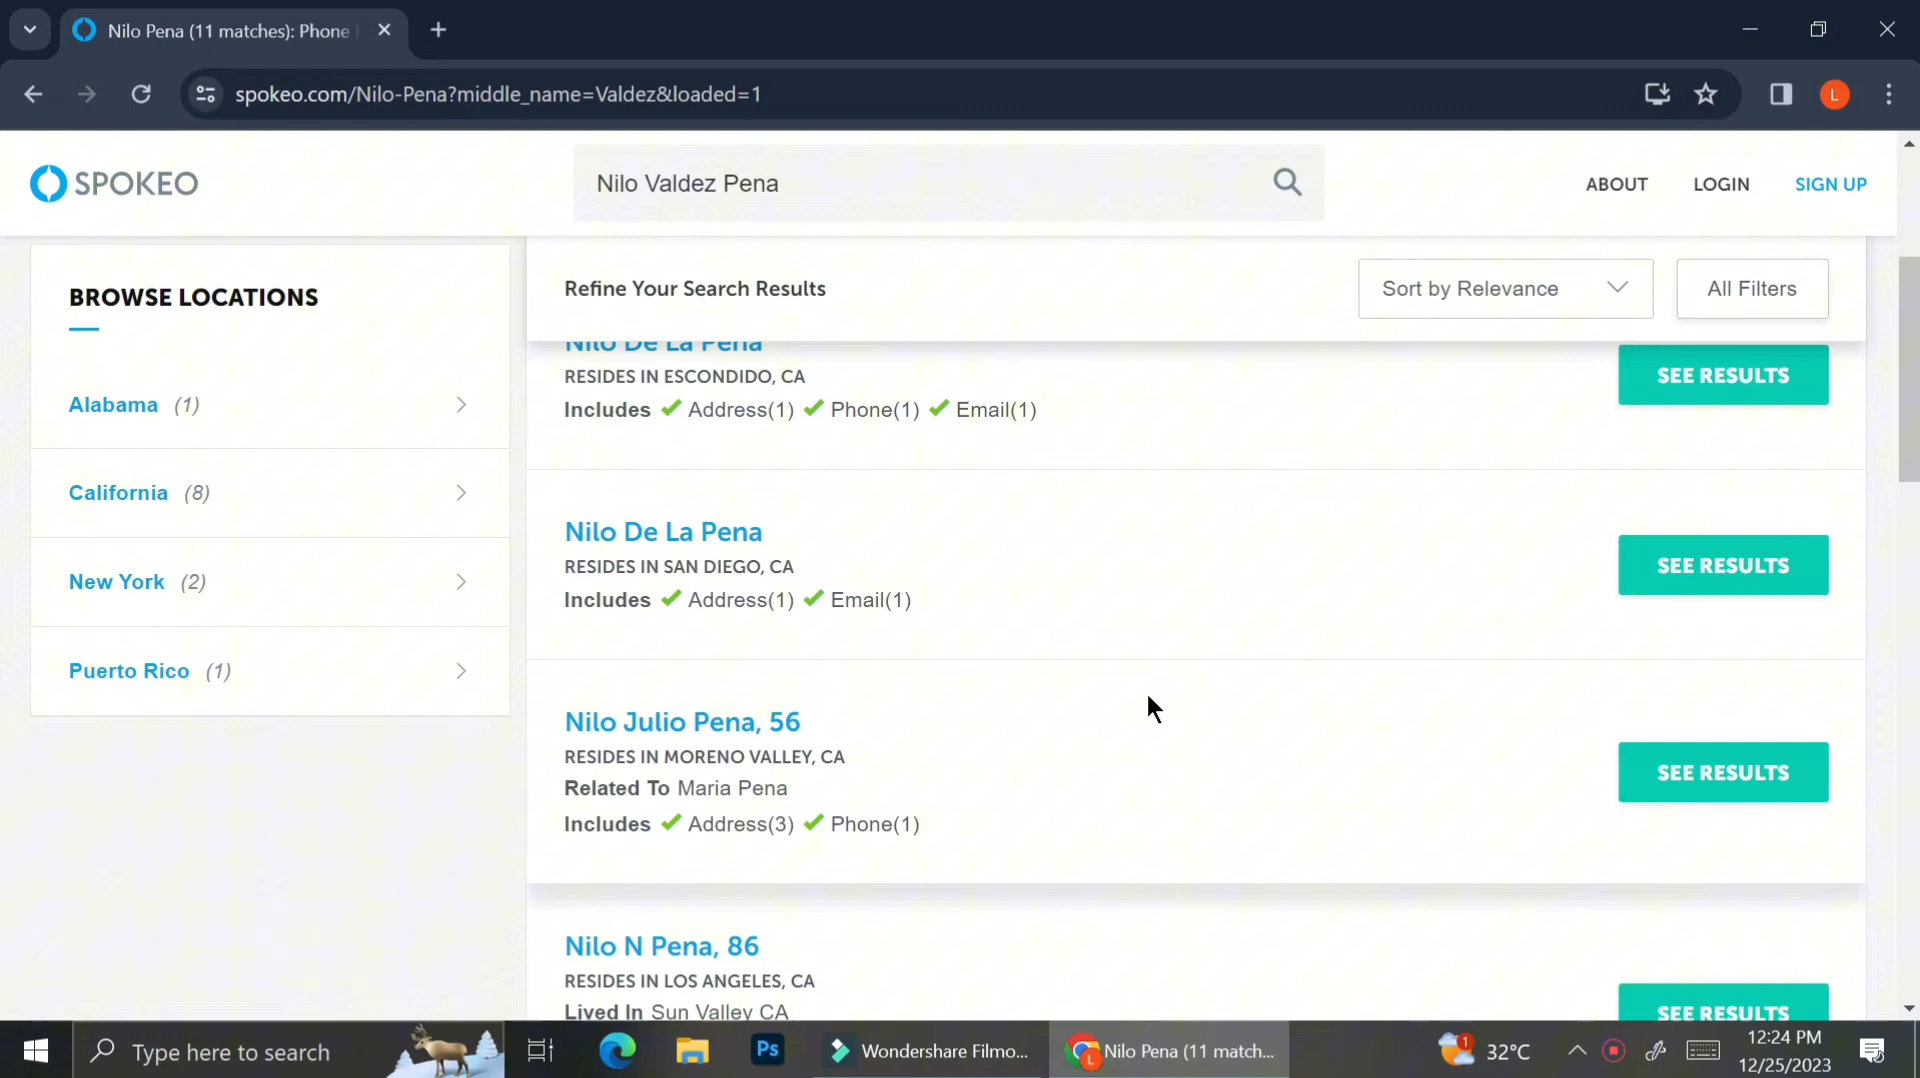 Nilo Pena (11 matches): Phone
spokeo.com/Nilo-Pena?middle_name=Valdez&loaded=1
L
SPOKEO
Nilo Valdez Pena
ABOUT
LOGIN
SIGN UP
BROWSE LOCATIONS
Alabama (1)
California (8)
New York (2)
Puerto Rico (1)
Refine Your Search Results
Sort by Relevance
All Filters
Nilo De La Pena
RESIDES IN ESCONDIDO, CA
Includes Address(1) Phone(1) Email(1)
SEE RESULTS
Nilo De La Pena
RESIDES IN SAN DIEGO, CA
Includes Address(1) Email(1)
SEE RESULTS
Nilo Julio Pena, 56
RESIDES IN MORENO VALLEY, CA
Related To Maria Pena
Includes Address(3) Phone(1)
SEE RESULTS
Nilo N Pena, 86
RESIDES IN LOS ANGELES, CA
Lived In Sun Valley CA
SEE RESULTS
Type here to search
Ps
Wondershare Filmo...
L
Nilo Pena (11 match...
1
32°C
12:24 PM
12/25/2023